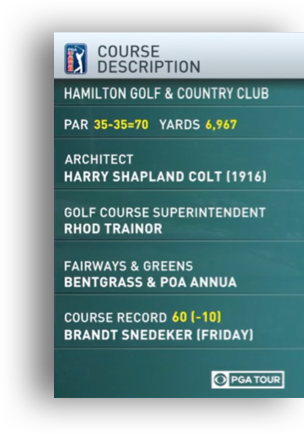 COURSE
DESCRIPTION
HAMILTON GOLF & COUNTRY CLUB
PAR 35-35=70 YARDS 6,967
ARCHITECT
HARRY SHAPLAND COLT (1916)
GOLF COURSE SUPERINTENDENT
RHOD TRAINOR
FAIRWAYS & GREENS
BENTGRASS & POA ANNUA
COURSE RECORD 60 (-10)
BRANDT SNEDEKER (FRIDAY)
PGA TOUR